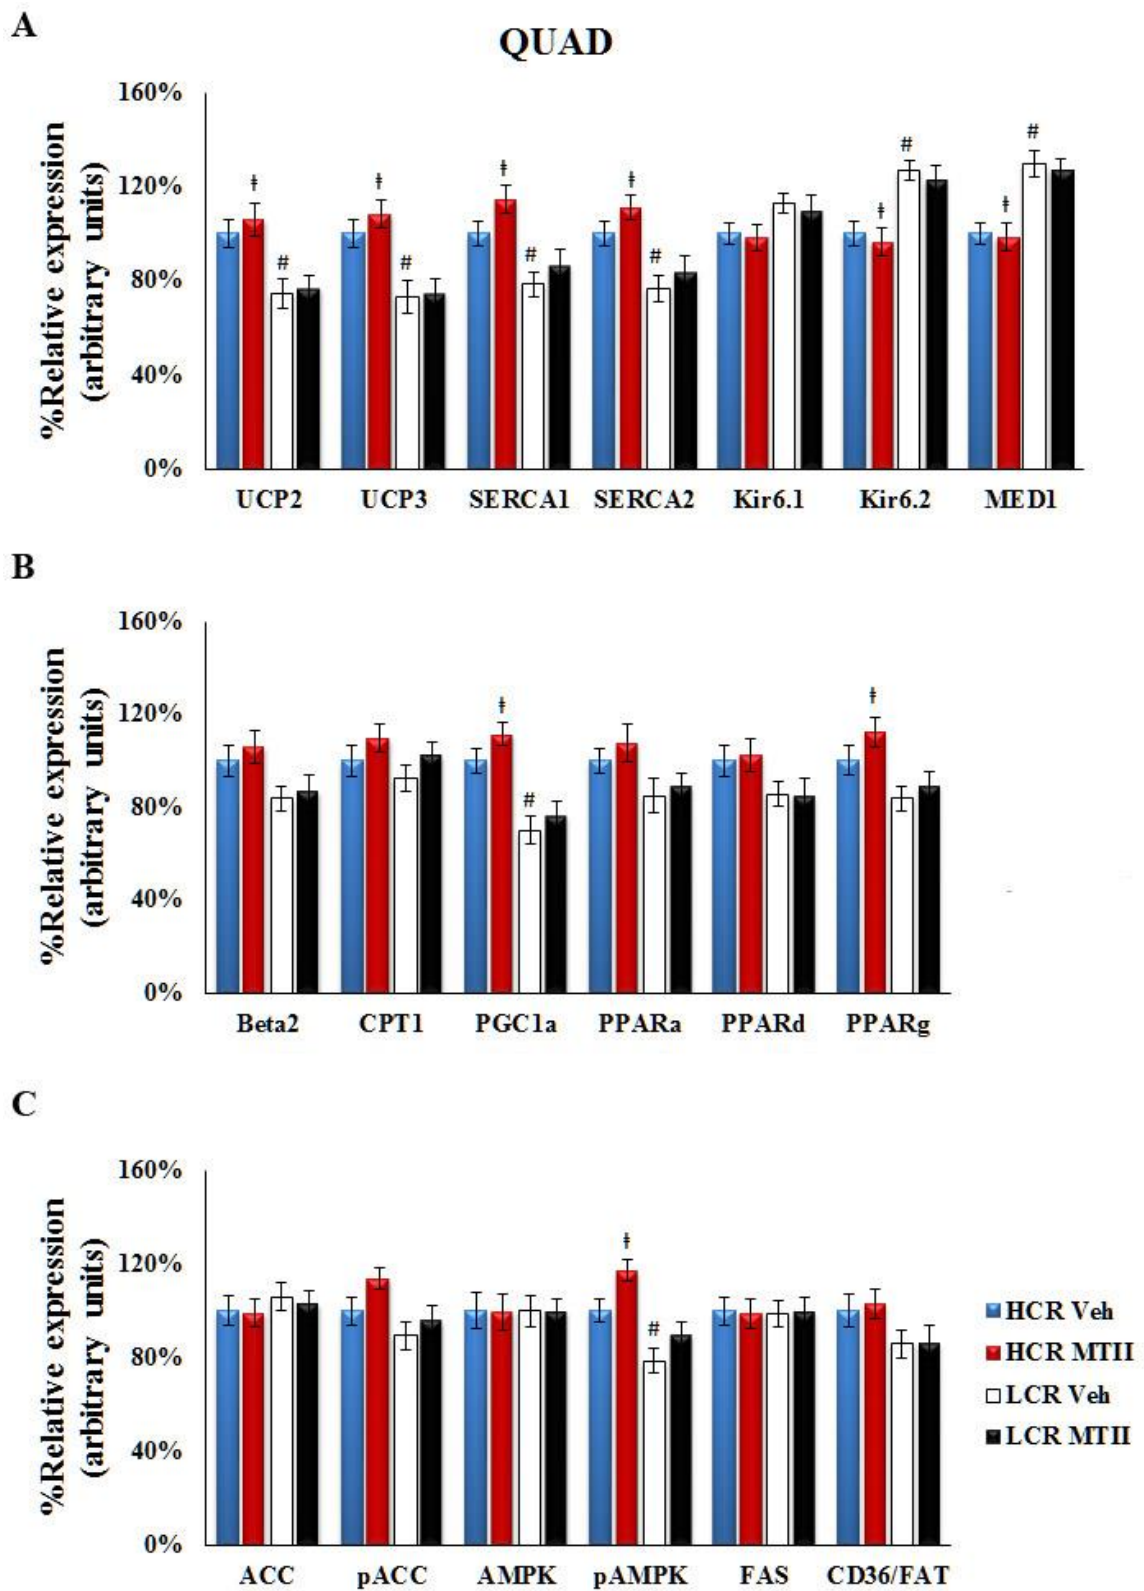 A
QUAD
%Relative expression
(arbitrary units)
160%
120%
80%
40%
0%
ǂ
ǂ
ǂ
ǂ
#
#
#
#
#
ǂ
#
ǂ
UCP2 UCP3 SERCA1 SERCA2 Kir6.1 Kir6.2 MED1
B
%Relative expression
(arbitrary units)
160%
120%
80%
40%
0%
ǂ
#
ǂ
Beta2 CPT1 PGC1a PPARa PPARd PPARg
C
%Relative expression
(arbitrary units)
160%
120%
80%
40%
0%
ǂ
#
ACC pACC AMPK pAMPK FAS CD36/FAT
HCR Veh
HCR MTII
LCR Veh
LCR MTII